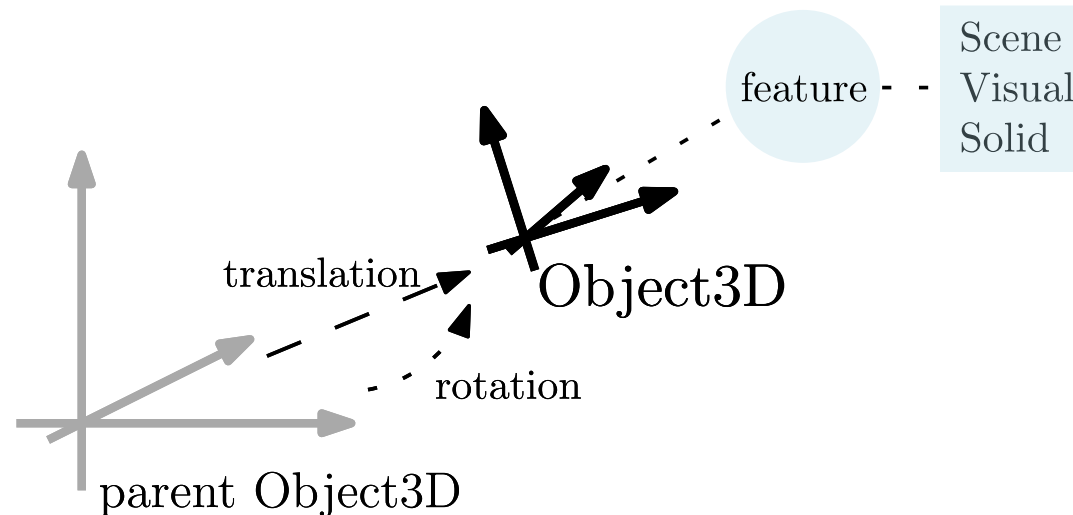 Scene
feature
Visual
Solid
translation
Object3D
rotation
parent Object3D